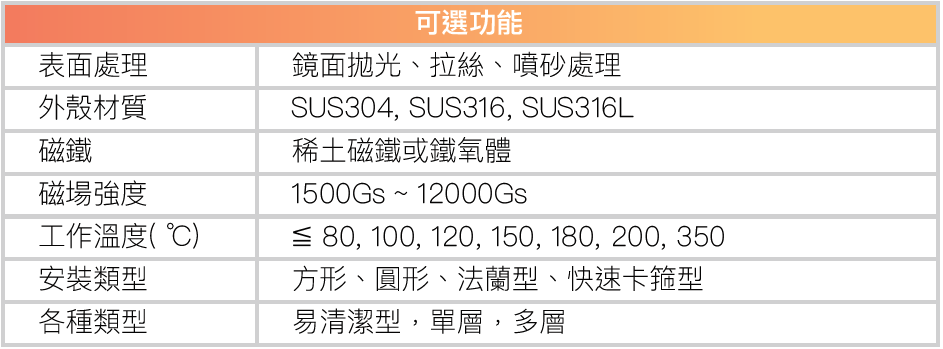 可選功能
表面處理 鏡面拋光、拉絲、噴砂處理
外殼材質 SUS304, SUS316, SUS316L
磁鐵 稀土磁鐵或鐵氧體
磁場強度 1500Gs ~ 12000Gs
工作溫度( ℃) ≦ 80, 100, 120, 150, 180, 200, 350
安裝類型 方形、圓形、法蘭型、快速卡箍型
各種類型 易清潔型，單層，多層